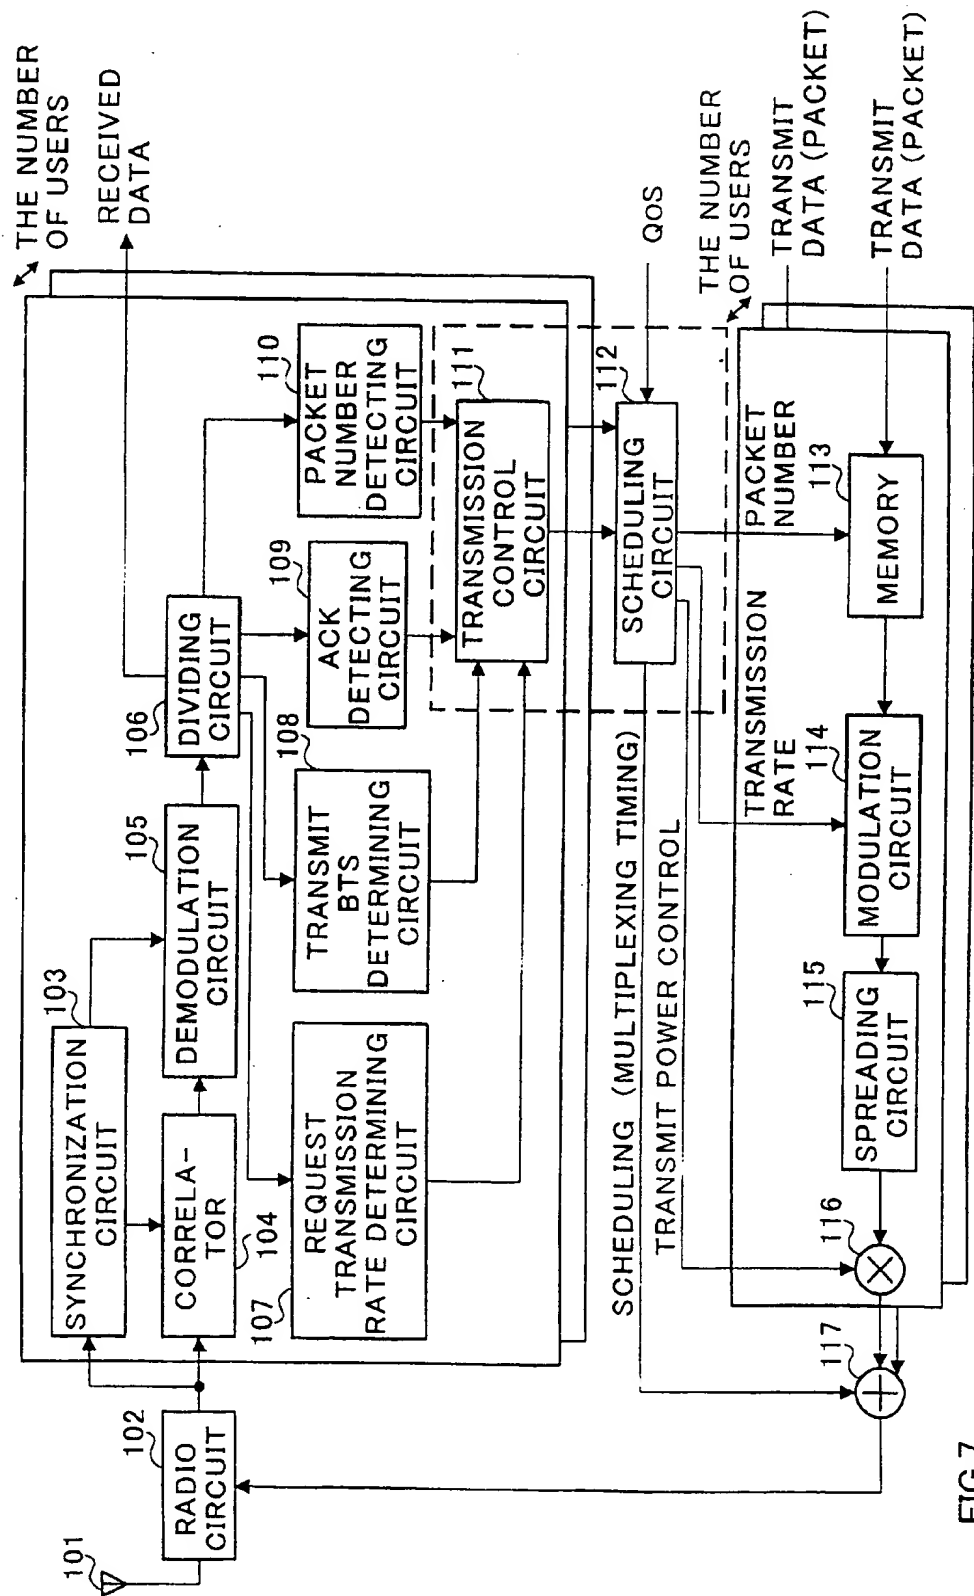 THE NUMBER
OF USERS
RECEIVED
DATA
103
SYNCHRONIZATION
CIRCUIT
101
102
RADIO
CIRCUIT
CORRELA-
TOR
104
105
DEMODULATION
CIRCUIT
106
DIVIDING
CIRCUIT
107
REQUEST
TRANSMISSION
RATE DETERMINING
CIRCUIT
108
TRANSMIT
BTS
DETERMINING
CIRCUIT
109
ACK
DETECTING
CIRCUIT
110
PACKET
NUMBER
DETECTING
CIRCUIT
111
TRANSMISSION
CONTROL
CIRCUIT
112
SCHEDULING
CIRCUIT
QoS
THE NUMBER
OF USERS
SCHEDULING (MULTIPLEXING TIMING)
TRANSMIT POWER CONTROL
TRANSMISSION
RATE
PACKET
NUMBER
TRANSMIT
DATA (PACKET)
TRANSMIT
DATA (PACKET)
117
116
115
SPREADING
CIRCUIT
114
MODULATION
CIRCUIT
113
MEMORY
FIG.7